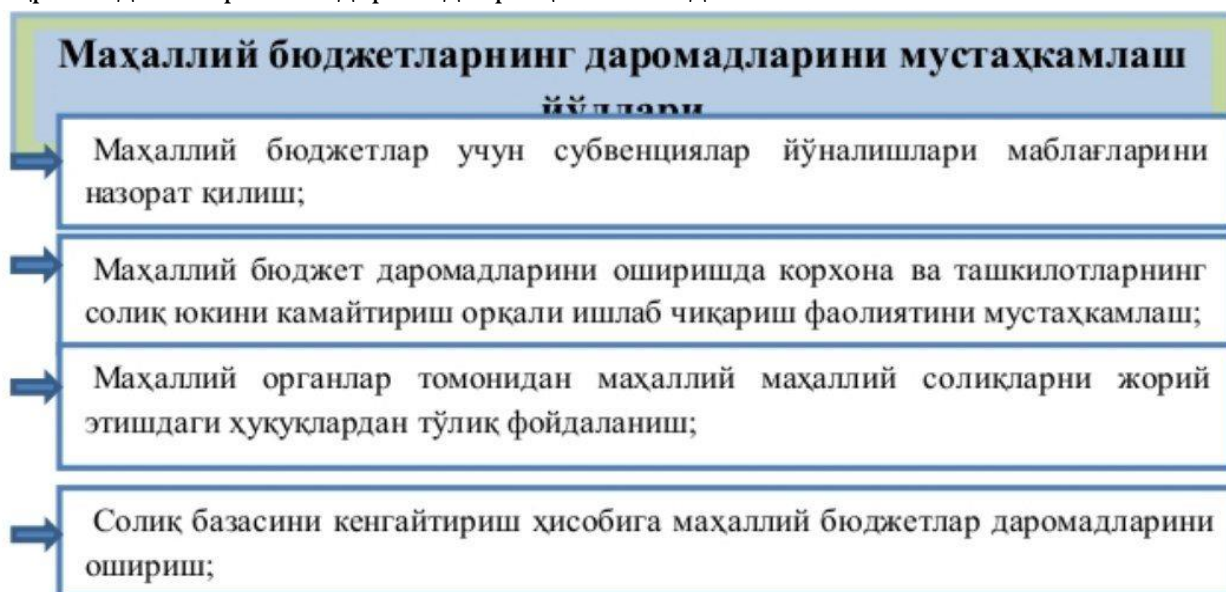 Маҳаллий бюджетларнинг даромадларини мустаҳкамлаш
йўллари
Маҳаллий бюджетлар учун субвенциялар йўналишлари маблағларини
назорат қилиш;
Маҳаллий бюджет даромадларини оширишда корхона ва ташкилотларнинг
солиқ юкини камайтириш орқали ишлаб чиқариш фаолиятини мустаҳкамлаш;
Маҳаллий органлар томонидан маҳаллий маҳаллий солиқларни жорий
этишдаги ҳуқуқлардан тўлиқ фойдаланиш;
Солиқ базасини кенгайтириш ҳисобига маҳаллий бюджетлар даромадларини
ошириш;